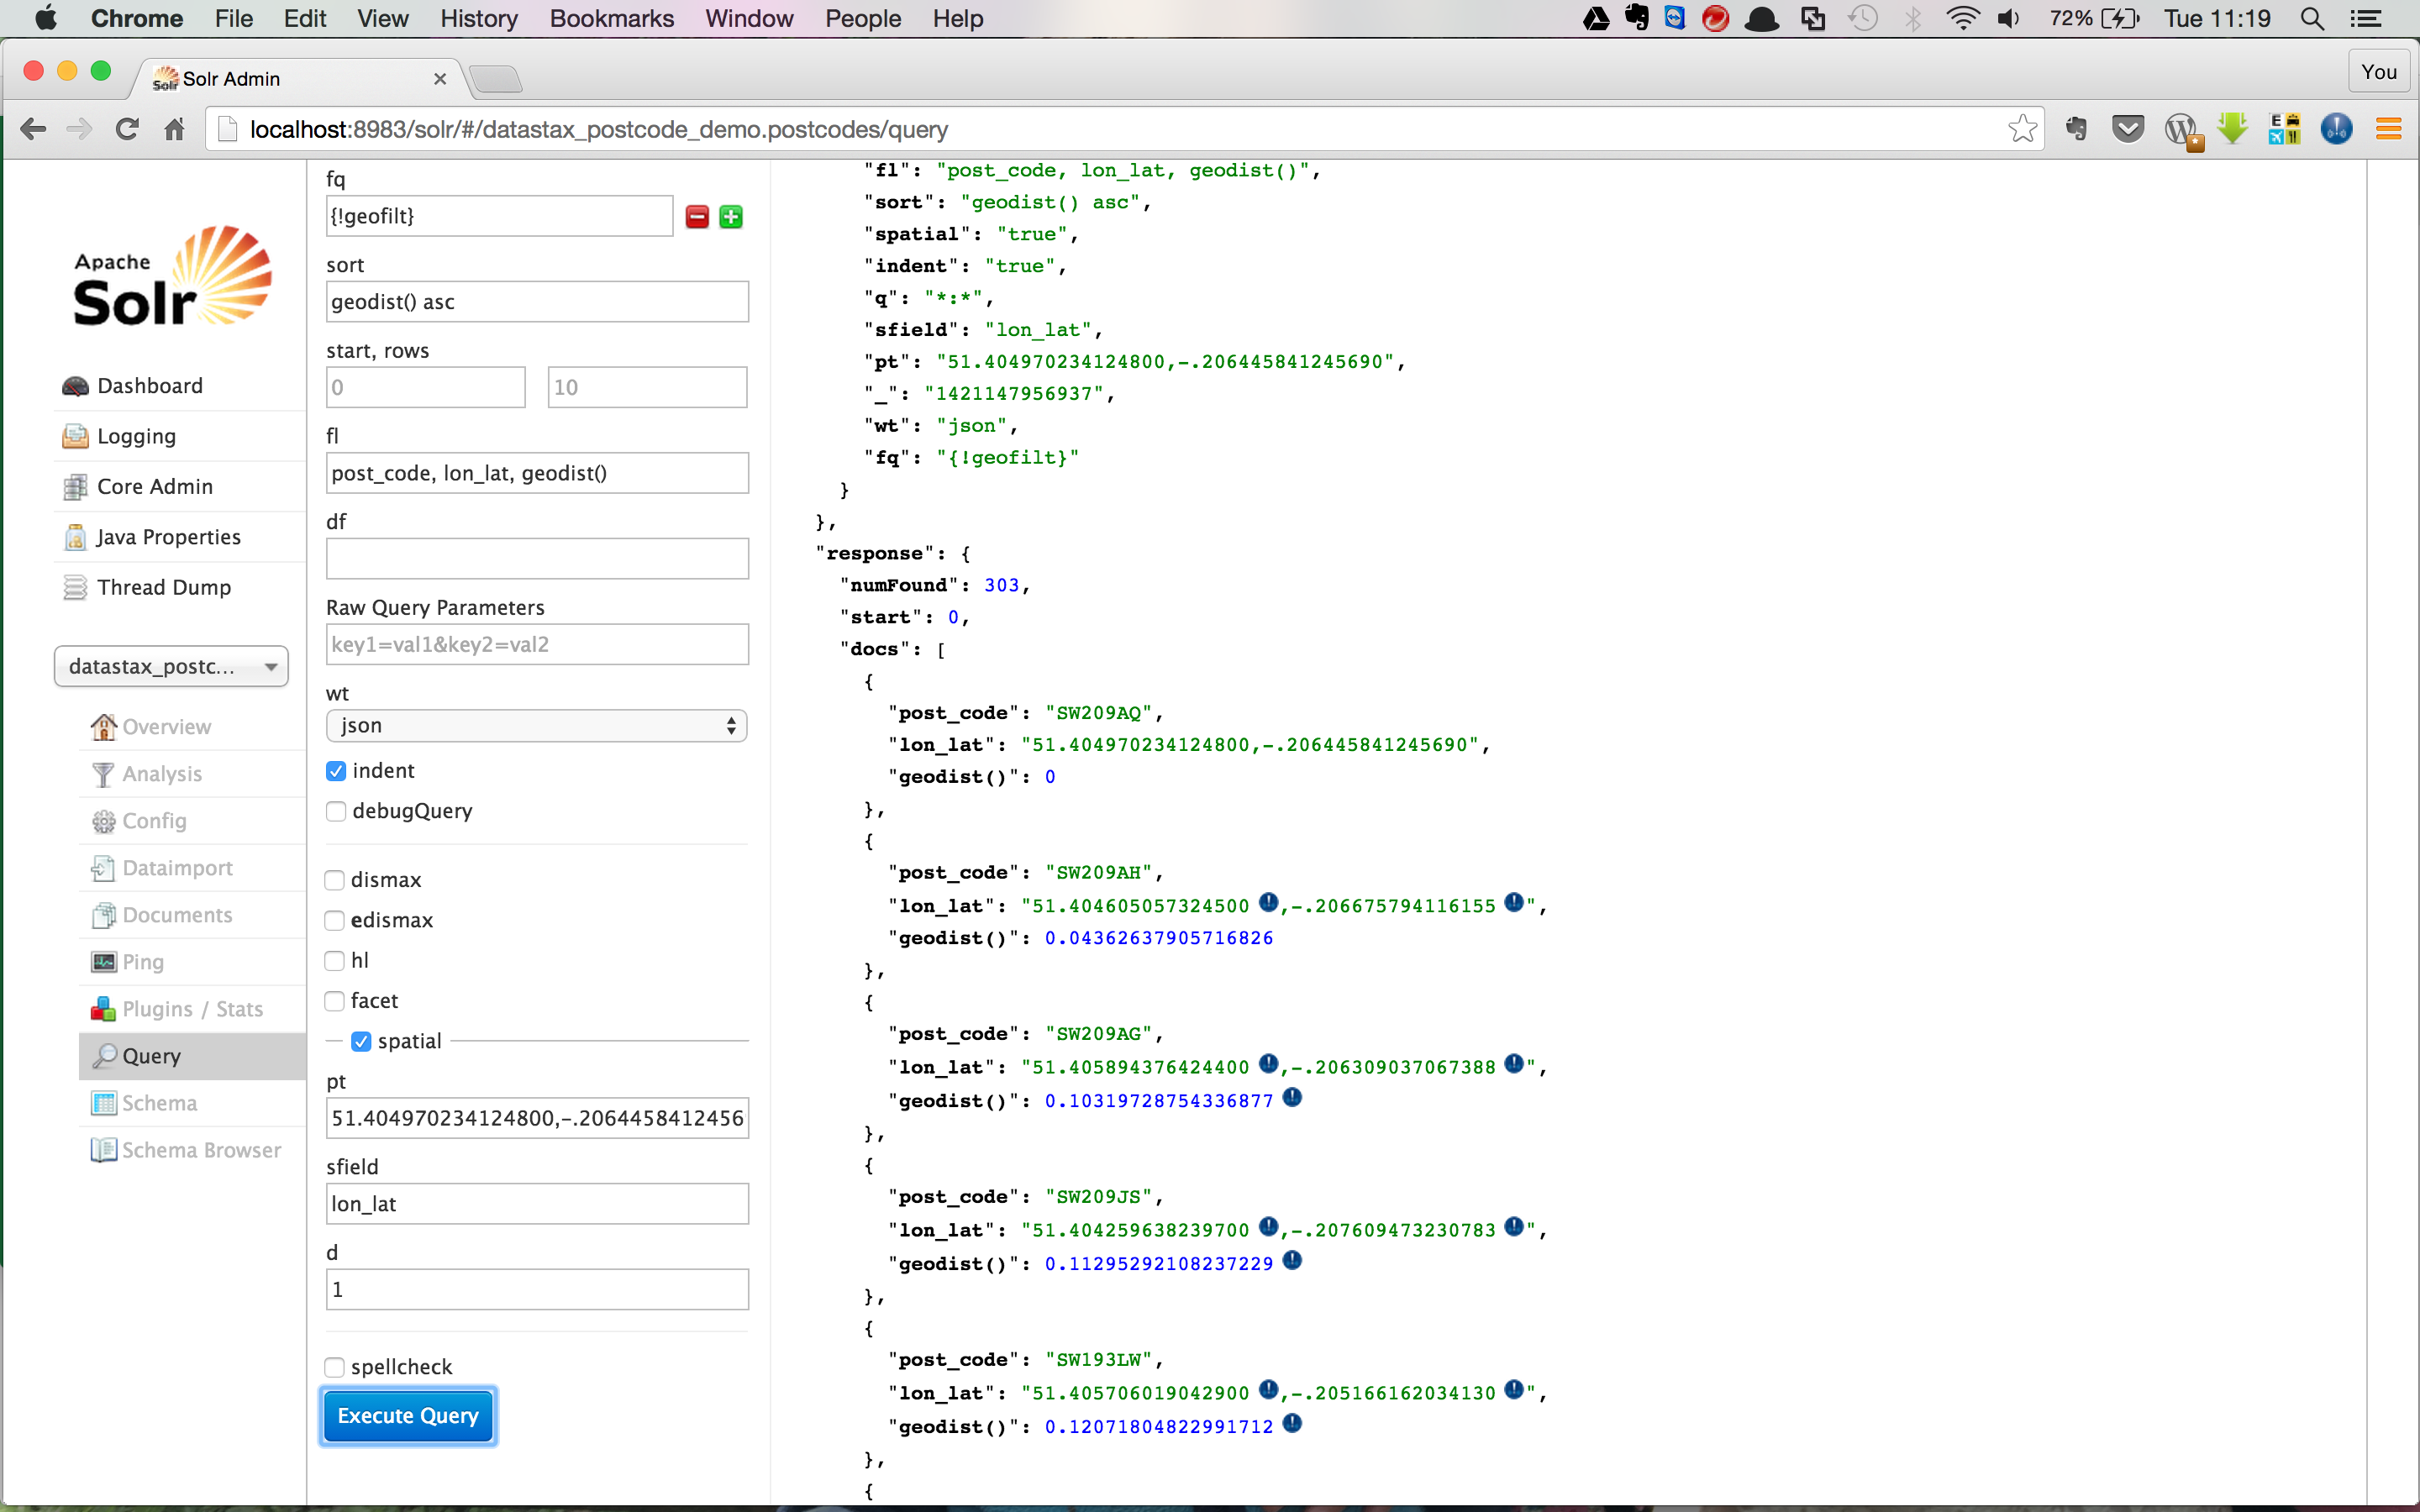 Chrome File Edit View History Bookmarks Window People Help 72% Tue 11:19
Solr Admin
You
localhost:8983/solr/#/datastax_postcode_demo.postcodes/query
Apache
Solr
Dashboard
Logging
Core Admin
Java Properties
Thread Dump
datastax_postc...
Overview
Analysis
Config
Dataimport
Documents
Ping
Plugins / Stats
Query
Schema
Schema Browser
fq
{!geofilt}
sort
geodist() asc
start, rows
0 10
fl
post_code, lon_lat, geodist()
df
Raw Query Parameters
key1=val1&key2=val2
wt
json
indent
debugQuery
dismax
edismax
hl
facet
spatial
pt
51.404970234124800,-.2064458412456
sfield
lon_lat
d
1
spellcheck
Execute Query
"fl": "post_code, lon_lat, geodist()",
"sort": "geodist() asc",
"spatial": "true",
"indent": "true",
"q": "*:*",
"sfield": "lon_lat",
"pt": "51.404970234124800,-.206445841245690",
"_": "1421147956937",
"wt": "json",
"fq": "{!geofilt}"
}
},
"response": {
"numFound": 303,
"start": 0,
"docs": [
{
"post_code": "SW209AQ",
"lon_lat": "51.404970234124800,-.206445841245690",
"geodist()": 0
},
{
"post_code": "SW209AH",
"lon_lat": "51.404605057324500 ,-.206675794116155 ",
"geodist()": 0.04362637905716826
},
{
"post_code": "SW209AG",
"lon_lat": "51.405894376424400 ,-.206309037067388 ",
"geodist()": 0.10319728754336877
},
{
"post_code": "SW209JS",
"lon_lat": "51.404259638239700 ,-.207609473230783 ",
"geodist()": 0.11295292108237229
},
{
"post_code": "SW193LW",
"lon_lat": "51.405706019042900 ,-.205166162034130 ",
"geodist()": 0.12071804822991712
},
{